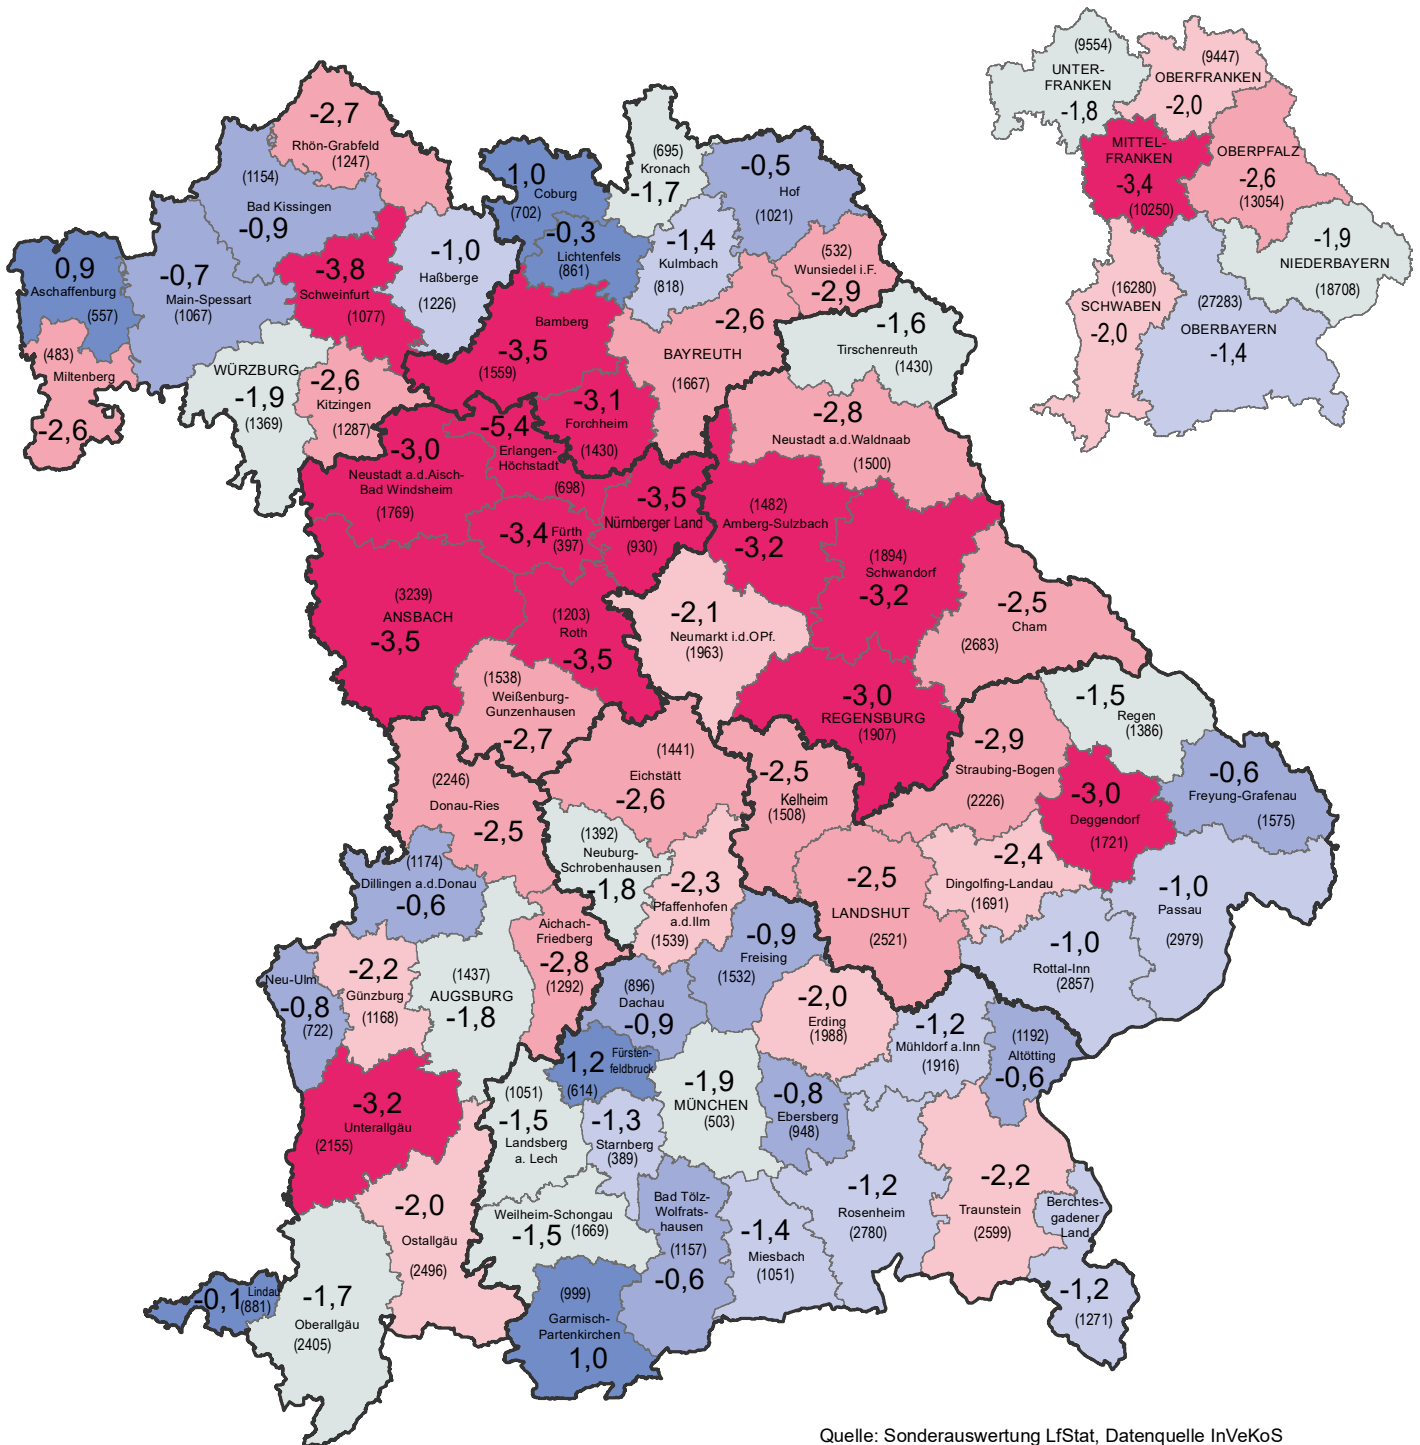 (9554)
UNTER-
FRANKEN
-1,8
(9447)
OBERFRANKEN
-2,0
MITTEL-
FRANKEN
-3,4
(10250)
OBERPFALZ
-2,6
(13054)
-1,9
NIEDERBAYERN
(18708)
(16280)
SCHWABEN
-2,0
(27283)
OBERBAYERN
-1,4
-2,7
Rhön-Grabfeld
(1247)
(1154)
Bad Kissingen
-0,9
1,0
Coburg
(702)
(695)
Kronach
-1,7
-0,5
Hof
(1021)
0,9
Aschaffenburg
(557)
-0,7
Main-Spessart
(1067)
-3,8
Schweinfurt
(1077)
-1,0
Haßberge
(1226)
-0,3
Lichtenfels
(861)
-1,4
Kulmbach
(818)
(532)
Wunsiedel i.F.
-2,9
(483)
Miltenberg
-2,6
WÜRZBURG
-1,9
(1369)
-2,6
Kitzingen
(1287)
Bamberg
-3,5
(1559)
-2,6
BAYREUTH
(1667)
-1,6
Tirschenreuth
(1430)
-3,0
Neustadt a.d.Aisch-
Bad Windsheim
(1769)
-5,4
Erlangen-
Höchstadt
(698)
-3,1
Forchheim
(1430)
-2,8
Neustadt a.d.Waldnaab
(1500)
-3,4
Fürth
(397)
-3,5
Nürnberger Land
(930)
(1482)
Amberg-Sulzbach
-3,2
(1894)
Schwandorf
-3,2
(3239)
ANSBACH
-3,5
(1203)
Roth
-3,5
-2,1
Neumarkt i.d.OPf.
(1963)
-2,5
Cham
(2683)
(1538)
Weißenburg-
Gunzenhausen
-2,7
-3,0
REGENSBURG
(1907)
-1,5
Regen
(1386)
(2246)
Donau-Ries
-2,5
(1441)
Eichstätt
-2,6
-2,5
Kelheim
(1508)
-2,9
Straubing-Bogen
(2226)
-3,0
Deggendorf
(1721)
-0,6
Freyung-Grafenau
(1575)
(1174)
Dillingen a.d.Donau
-0,6
(1392)
Neuburg-
Schrobenhausen
-1,8
-2,3
Pfaffenhofen
a.d.Ilm
(1539)
-2,5
LANDSHUT
(2521)
-2,4
Dingolfing-Landau
(1691)
-1,0
Passau
(2979)
Aichach-
Friedberg
-2,8
(1292)
-0,9
Freising
(1532)
-1,0
Rottal-Inn
(2857)
Neu-Ulm
-0,8
(722)
-2,2
Günzburg
(1168)
(1437)
AUGSBURG
-1,8
(896)
Dachau
-0,9
-2,0
Erding
(1988)
-1,2
Mühldorf a.Inn
(1916)
(1192)
Altötting
-0,6
1,2
Fürsten-
feldbruck
(614)
-3,2
Unterallgäu
(2155)
(1051)
-1,5
Landsberg
a. Lech
-1,3
Starnberg
(389)
-1,9
MÜNCHEN
(503)
-0,8
Ebersberg
(948)
-2,0
Ostallgäu
(2496)
Weilheim-Schongau
-1,5
(1669)
Bad Tölz-
Wolfrats-
hausen
(1157)
-0,6
-1,4
Miesbach
(1051)
-1,2
Rosenheim
(2780)
-2,2
Traunstein
(2599)
Berchtes-
gadener
Land
-1,2
(1271)
-0,1
Lindau
(881)
-1,7
Oberallgäu
(2405)
(999)
Garmisch-
Partenkirchen
1,0
Quelle: Sonderauswertung LfStat, Datenquelle InVeKoS